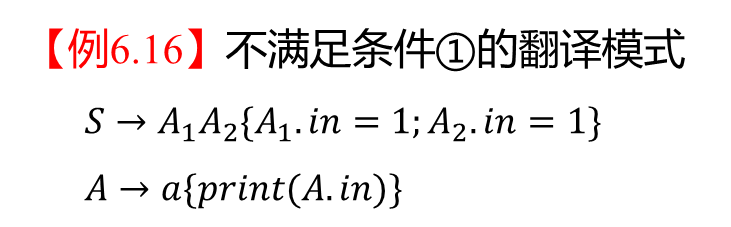 【例6.16】不满足条件①的翻译模式
S → A₁A₂{A₁.in = 1; A₂.in = 1}
A → a{print(A.in)}